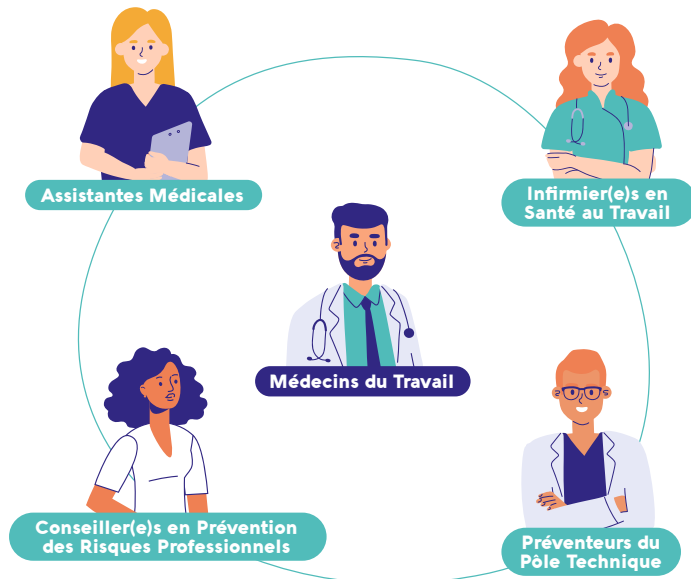 Assistantes Médicales
Infirmier(e)s en
Santé au Travail
Médecins du Travail
Conseiller(e)s en Prévention
des Risques Professionnels
Préventeurs du
Pôle Technique